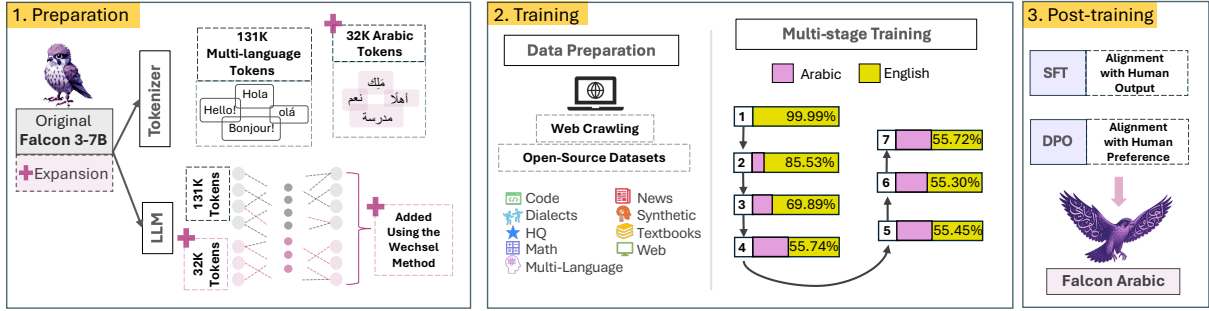 1. Preparation
Original
Falcon 3-7B
+Expansion
Tokenizer
LLM
131K
Multi-language
Tokens
Hola
Hello!
olá
Bonjour!
+
32K Arabic
Tokens
مَلِك
نعم
أهلًا
مدرسة
131K
Tokens
+
32K
Tokens
+
Added
Using the
Wechsel
Method
2. Training
Data Preparation
Web Crawling
Open-Source Datasets
Code
Dialects
HQ
Math
Multi-Language
News
Synthetic
Textbooks
Web
Multi-stage Training
Arabic
English
1 99.99%
2 85.53%
3 69.89%
4 55.74%
5 55.45%
6 55.30%
7 55.72%
3. Post-training
SFT
Alignment
with Human
Output
DPO
Alignment
with Human
Preference
Falcon Arabic